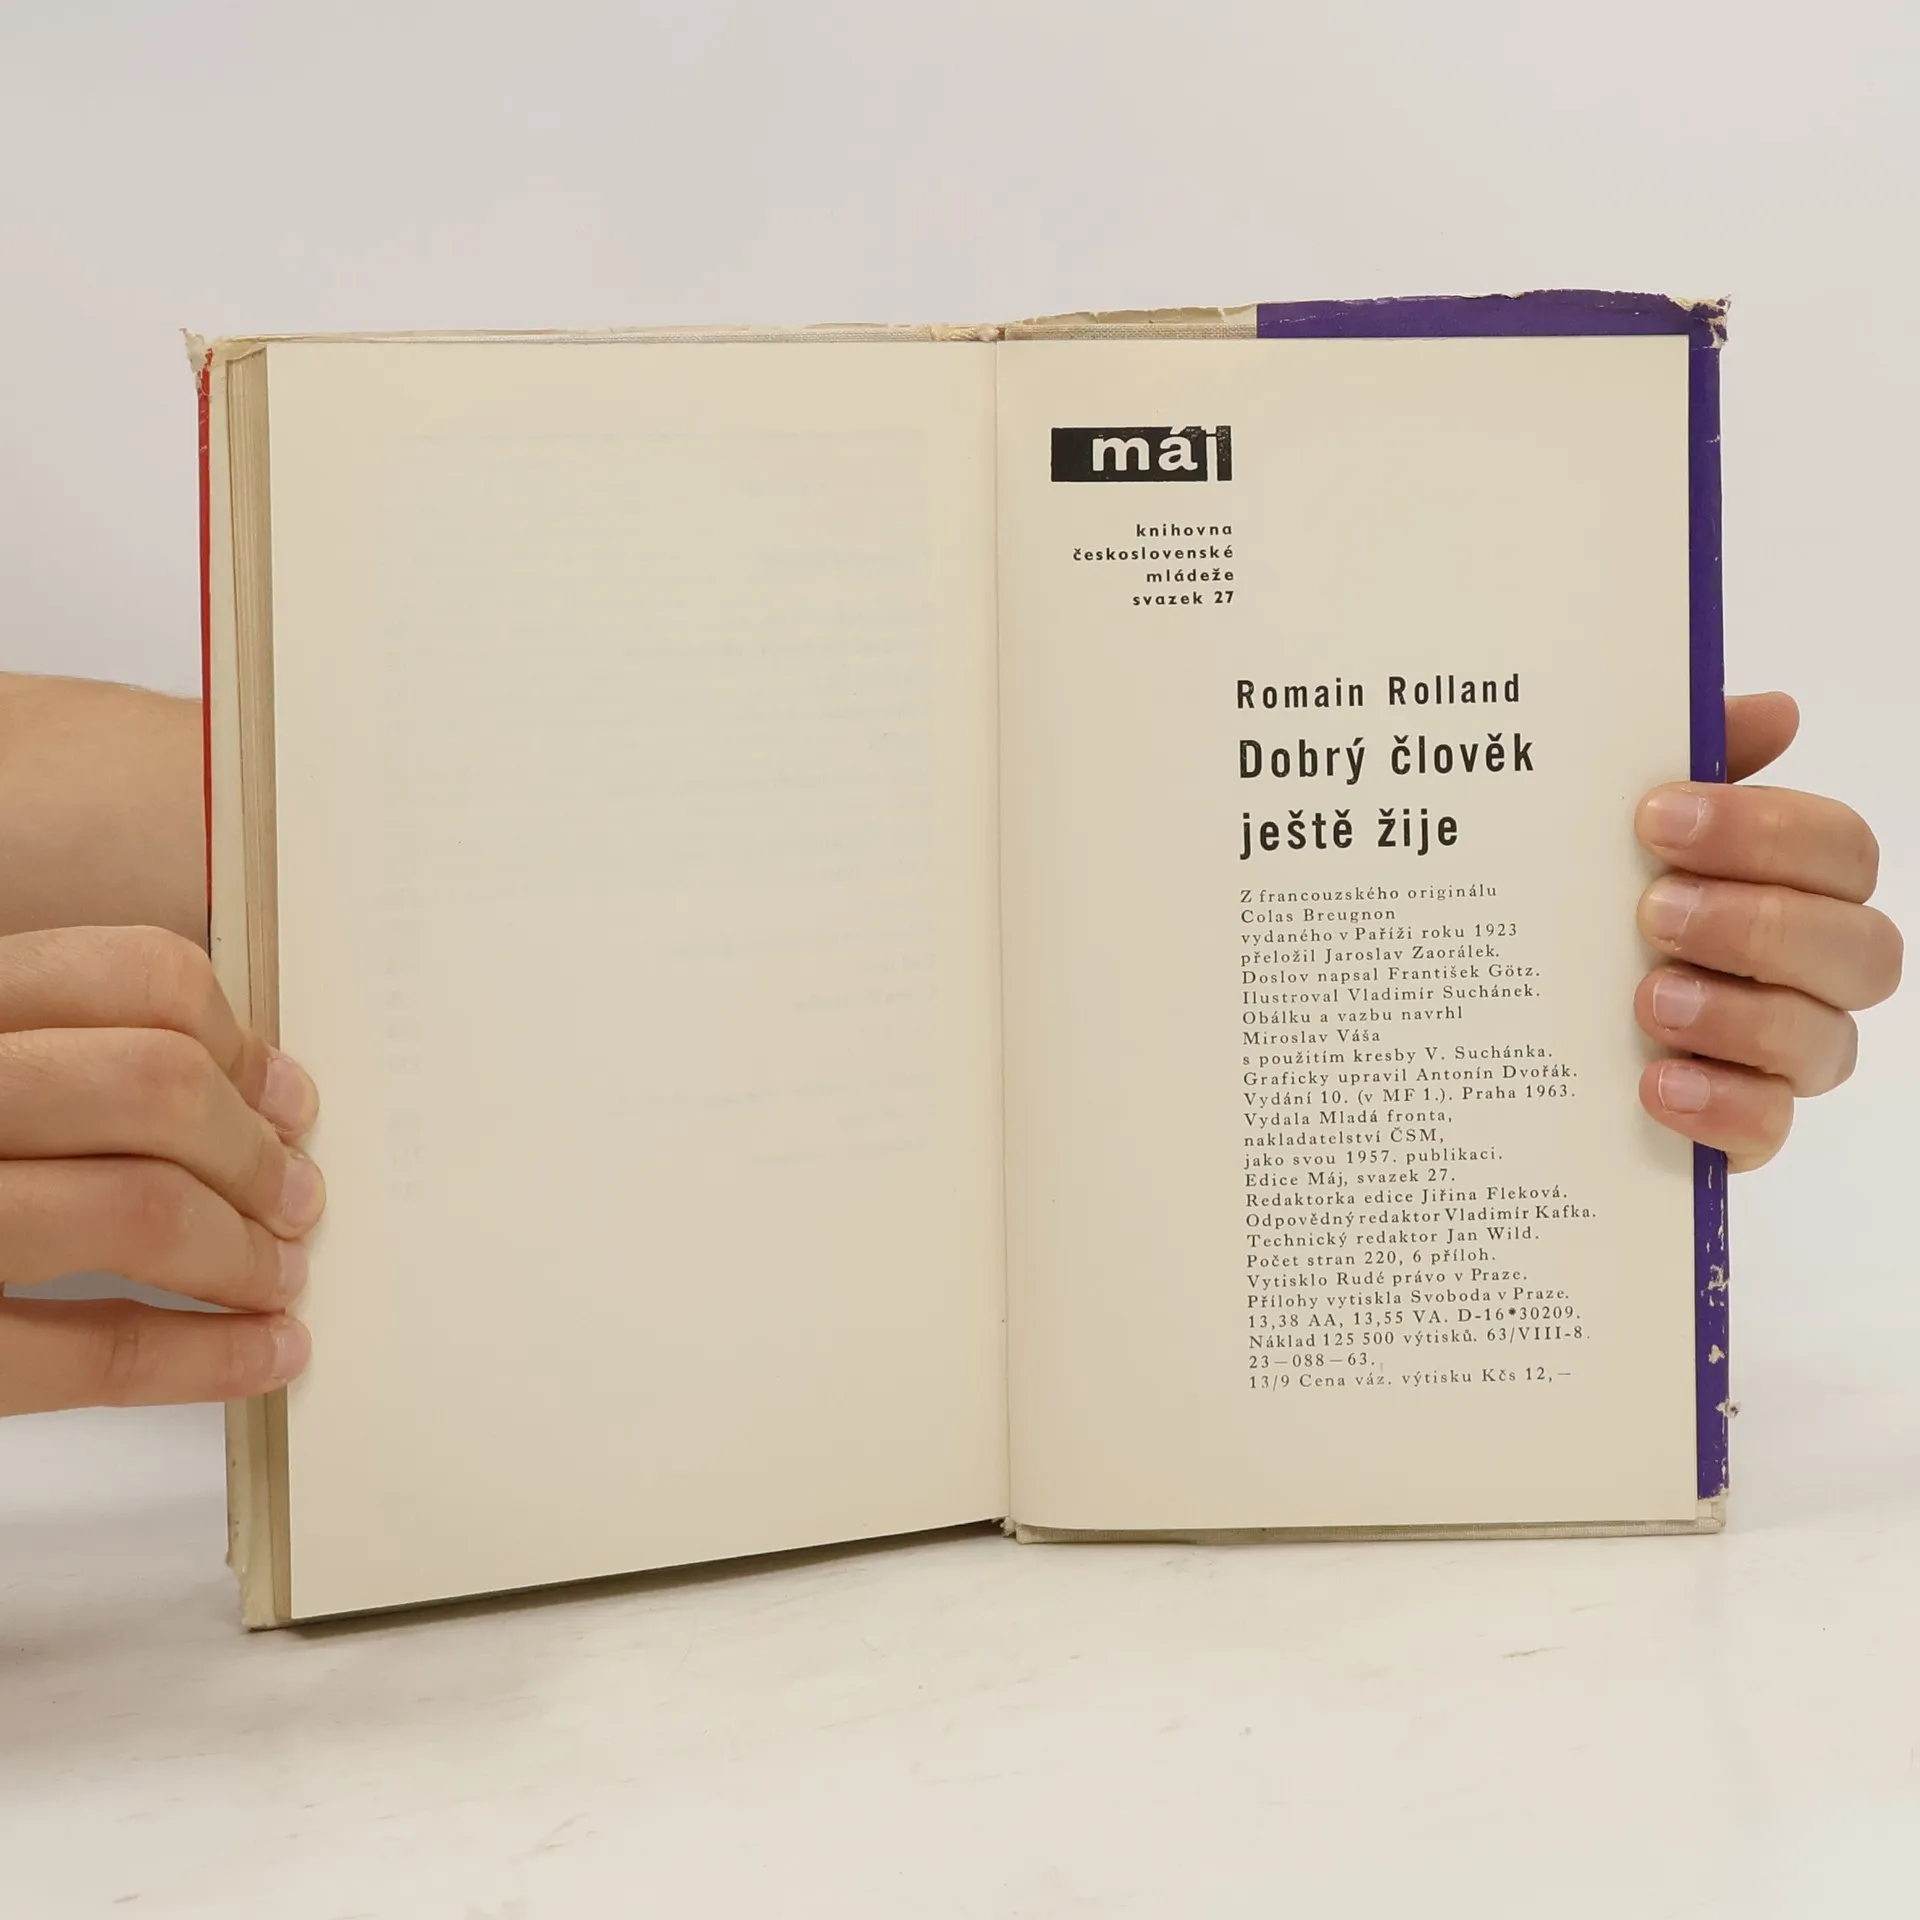 máj
knihovna
československé
mládeže
svazek 27
Romain Rolland
Dobrý člověk
ještě žije
Z francouzského originálu
Colas Breugnon
vydaného v Paříži roku 1923
přeložil Jaroslav Zaorálek.
Doslov napsal František Götz.
Ilustroval Vladimír Suchánek.
Obálku a vazbu navrhl
Miroslav Váša
s použitím kresby V. Suchánka.
Graficky upravil Antonín Dvořák.
Vydání 10. (v MF 1.). Praha 1963.
Vydala Mladá fronta,
nakladatelství ČSM,
jako svou 1957. publikaci.
Edice Máj, svazek 27.
Redaktorka edice Jiřina Fleková.
Odpovědný redaktor Vladimír Kafka.
Technický redaktor Jan Wild.
Počet stran 220, 6 příloh.
Vytisklo Rudé právo v Praze.
Přílohy vytiskla Svoboda v Praze.
13,38 AA, 13,55 VA. D-16*30209.
Náklad 125 500 výtisků. 63/VIII-8.
23—088—63.
13/9 Cena váz. výtisku Kčs 12,—